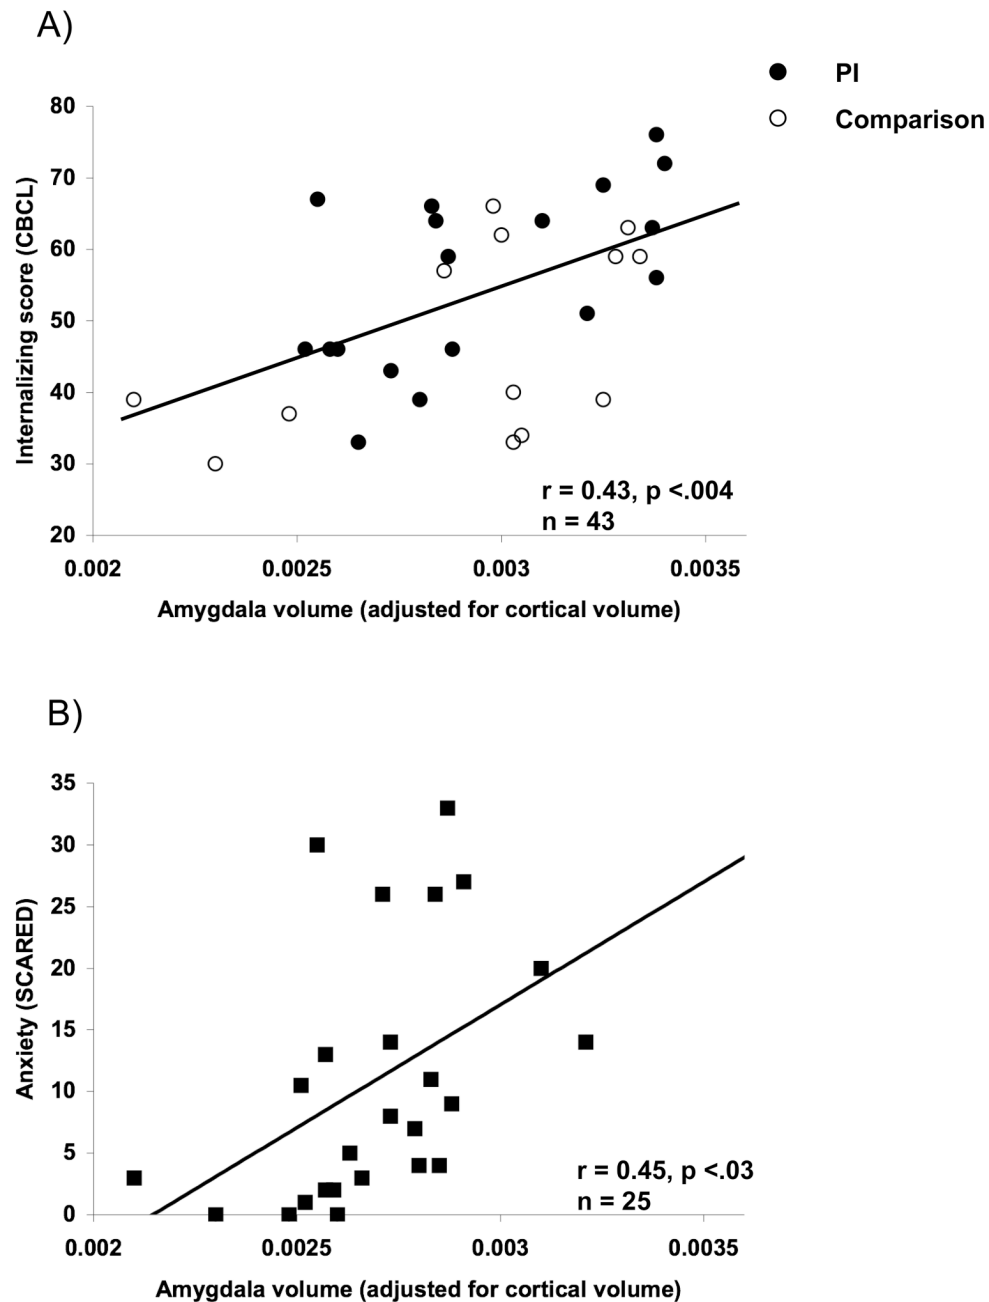 A)
PI
Comparison
80
70
60
50
40
30
20
Internalizing score (CBCL)
r = 0.43, p <.004
n = 43
0.002 0.0025 0.003 0.0035
Amygdala volume (adjusted for cortical volume)
B)
35
30
25
20
15
10
5
0
Anxiety (SCARED)
r = 0.45, p <.03
n = 25
0.002 0.0025 0.003 0.0035
Amygdala volume (adjusted for cortical volume)